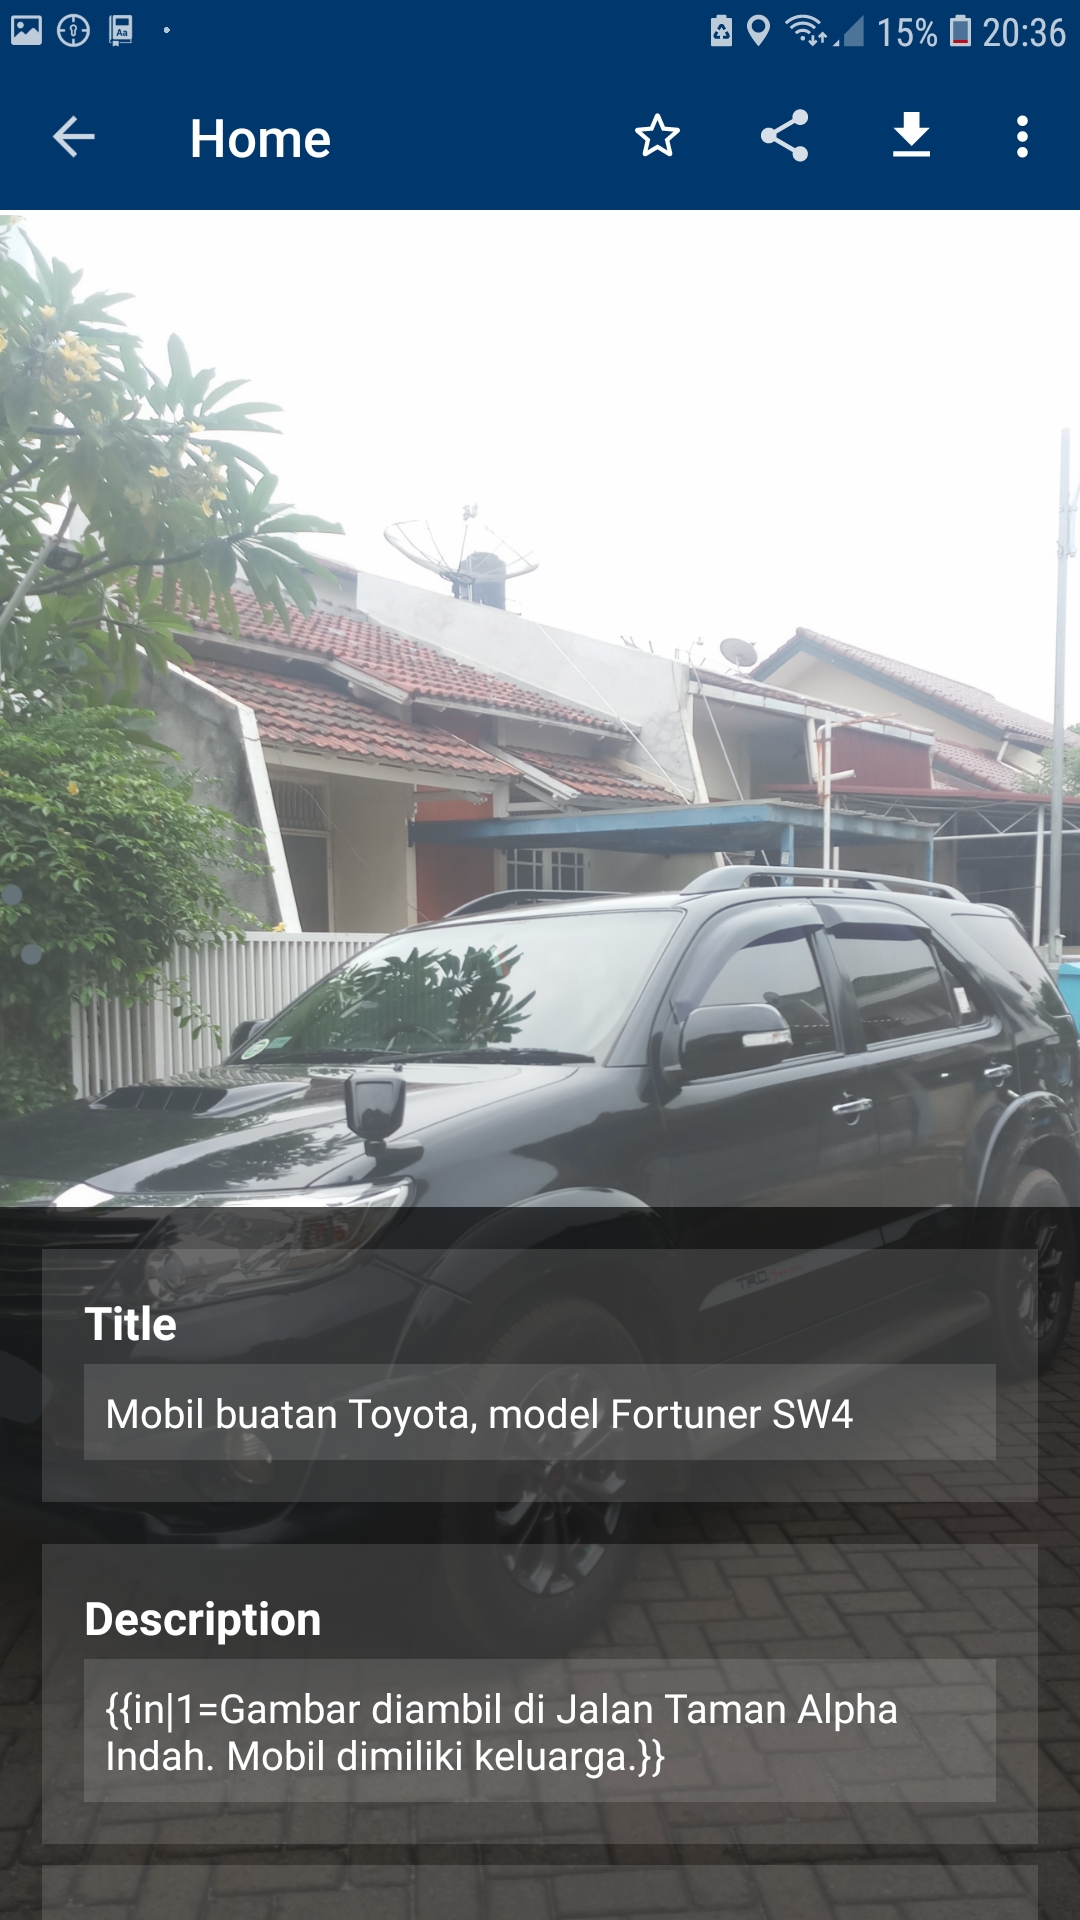 15% 20:36
Home
Title
Mobil buatan Toyota, model Fortuner SW4
Description
{{in|1=Gambar diambil di Jalan Taman Alpha
Indah. Mobil dimiliki keluarga.}}
TRD